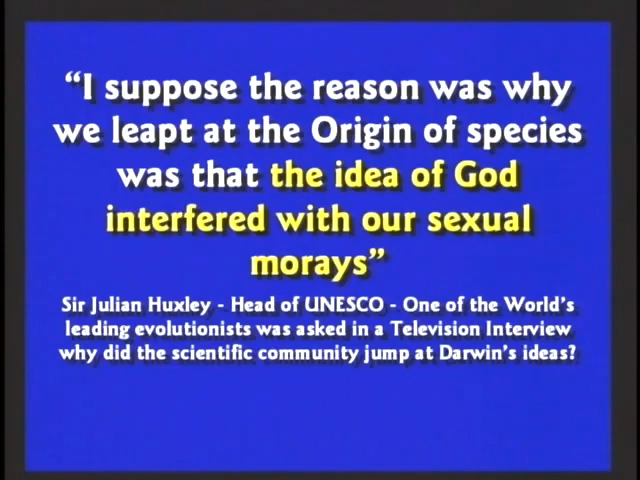 “I suppose the reason was why
we leapt at the Origin of species
was that the idea of God
interfered with our sexual
morays”
Sir Julian Huxley - Head of UNESCO - One of the World's
leading evolutionists was asked in a Television Interview
why did the scientific community jump at Darwin's ideas?